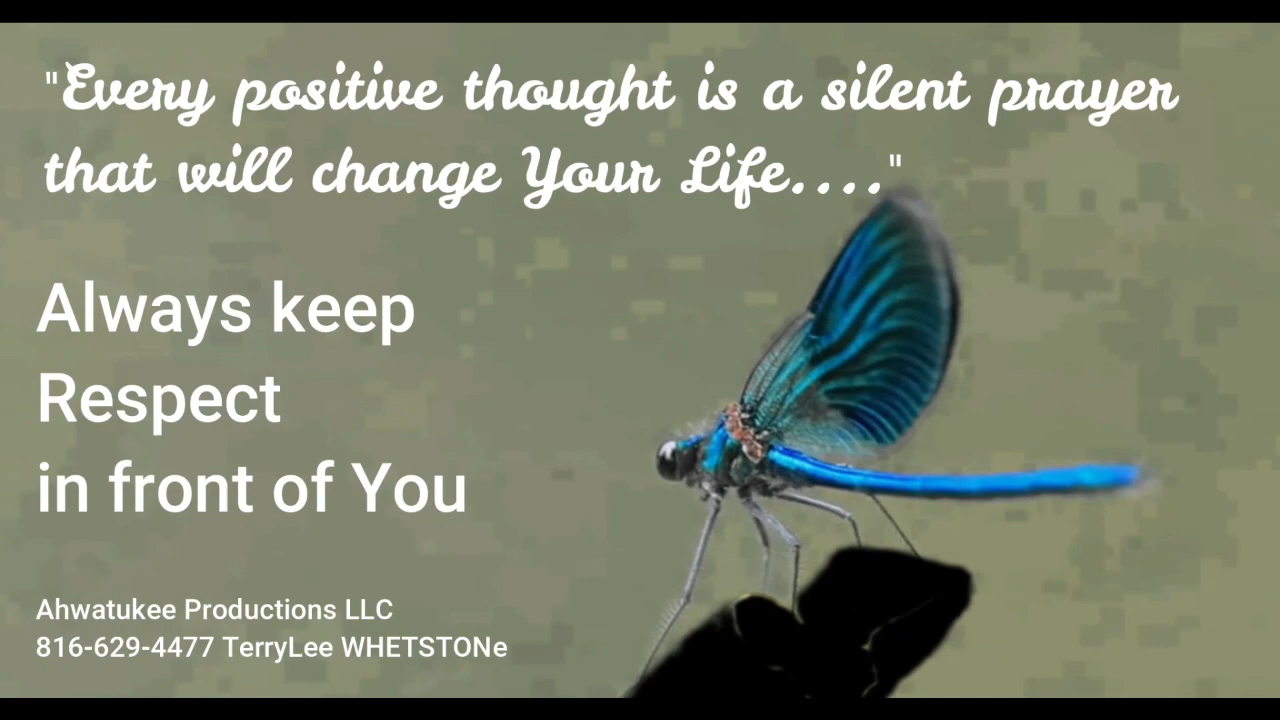 "Every positive thought is a silent prayer
that will change Your Life...."
Always keep
Respect
in front of You
Ahwatukee Productions LLC
816-629-4477 TerryLee WHETSTONe